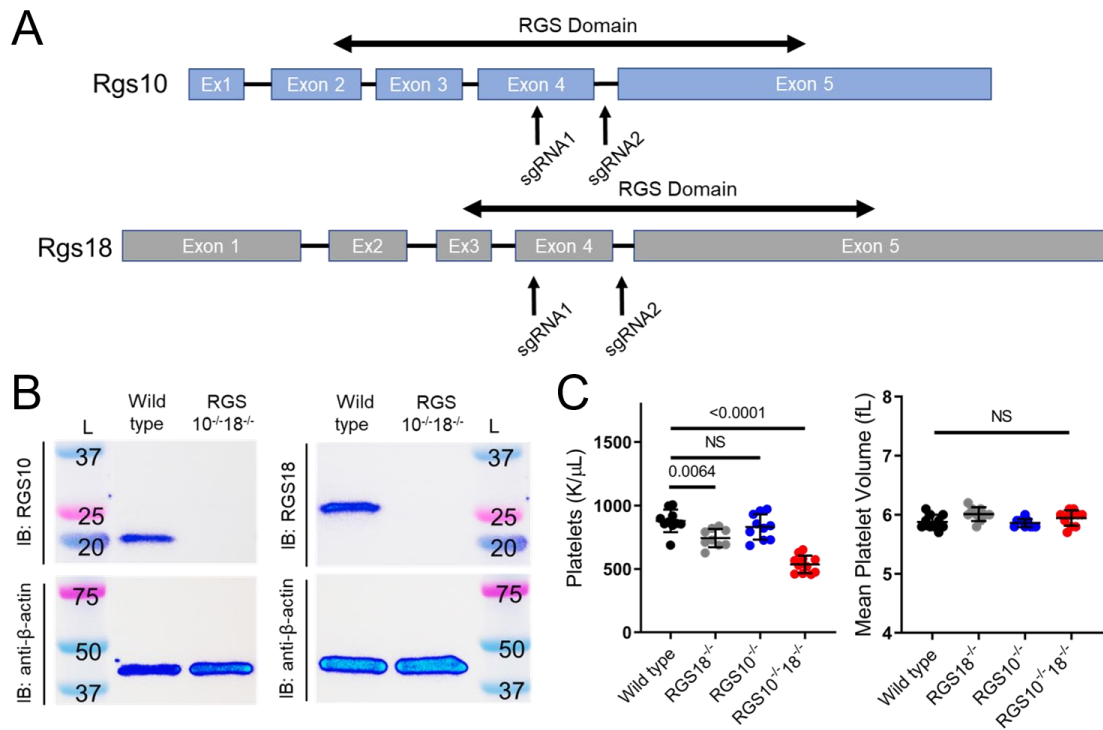 A
RGS Domain
Rgs10
Ex1
Exon 2
Exon 3
Exon 4
Exon 5
sgRNA1
sgRNA2
RGS Domain
Rgs18
Exon 1
Ex2
Ex3
Exon 4
Exon 5
sgRNA1
sgRNA2
B
L
Wild
type
RGS
10-/-18-/-
IB: RGS10
37
25
20
IB: anti-β-actin
75
50
37
Wild
type
RGS
10-/-18-/-
L
IB: RGS18
37
25
20
IB: anti-β-actin
75
50
37
C
Platelets (K/μL)
1500
1000
500
0
<0.0001
NS
0.0064
Wild type
RGS18-/-
RGS10-/-
RGS10-/-18-/-
Mean Platelet Volume (fL)
8
7
6
5
4
NS
Wild type
RGS18-/-
RGS10-/-
RGS10-/-18-/-